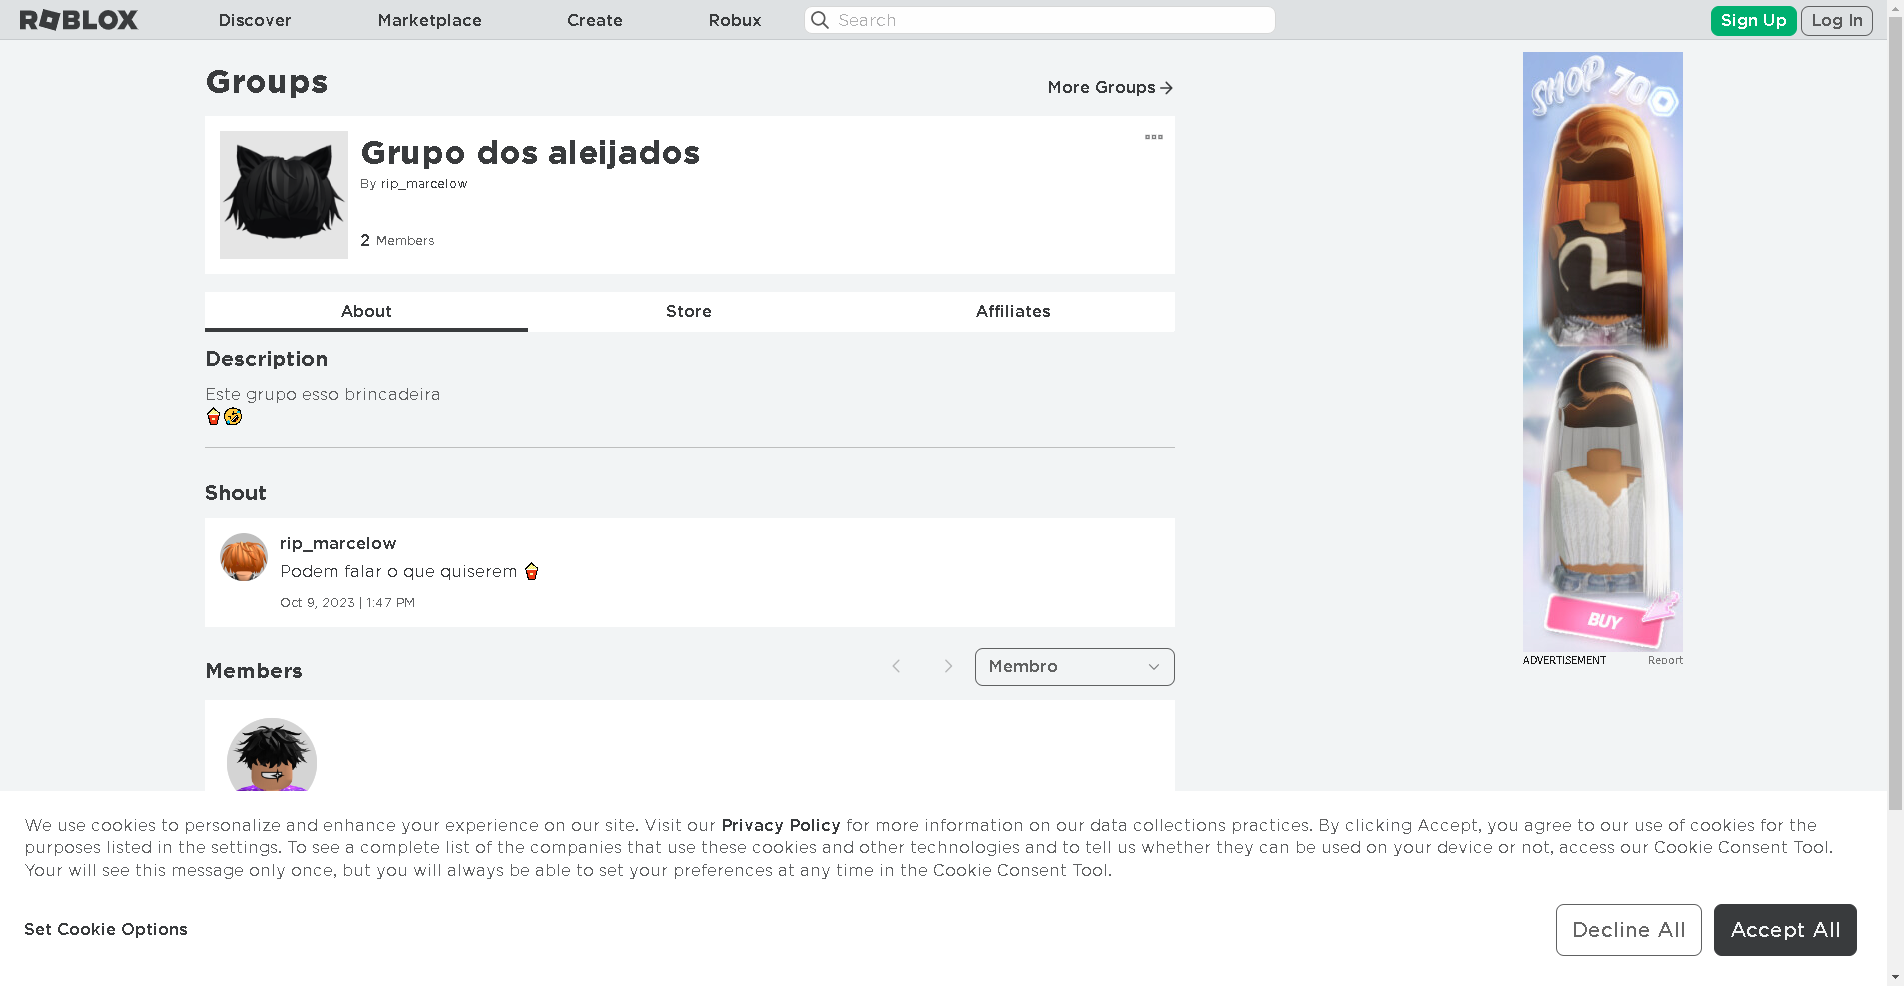 ROBLOX
Discover
Marketplace
Create
Robux
Search
Sign Up
Log In
Groups
More Groups
Grupo dos aleijados
By rip_marcelow
2 Members
About
Store
Affiliates
Description
Este grupo esso brincadeira
🍿🤣
Shout
rip_marcelow
Podem falar o que quiserem 🍿
Oct 9, 2023 | 1:47 PM
Members
Membro
SHOP 70
BUY
ADVERTISEMENT
Report
We use cookies to personalize and enhance your experience on our site. Visit our Privacy Policy for more information on our data collections practices. By clicking Accept, you agree to our use of cookies for the
purposes listed in the settings. To see a complete list of the companies that use these cookies and other technologies and to tell us whether they can be used on your device or not, access our Cookie Consent Tool.
Your will see this message only once, but you will always be able to set your preferences at any time in the Cookie Consent Tool.
Set Cookie Options
Decline All
Accept All